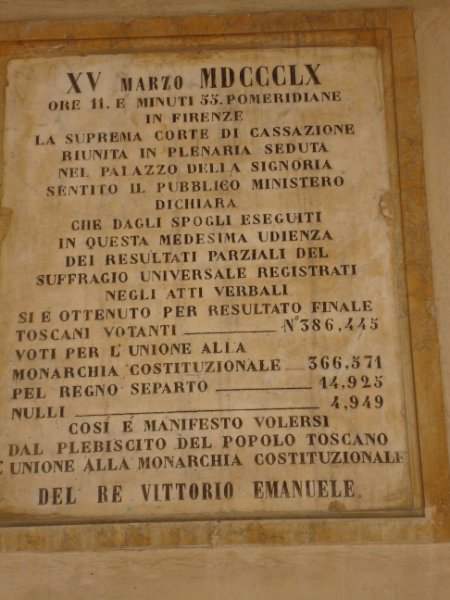 XV MARZO MDCCCLX
ORE 11. E MINUTI 55. POMERIDIANE
IN FIRENZE
LA SUPREMA CORTE DI CASSAZIONE
RIUNITA IN PLENARIA SEDUTA
NEL PALAZZO DELLA SIGNORIA
SENTITO IL PUBBLICO MINISTERO
DICHIARA
CHE DAGLI SPOGLI ESEGUITI
IN QUESTA MEDESIMA UDIENZA
DEI RESULTATI PARZIALI DEL
SUFFRAGIO UNIVERSALE REGISTRATI
NEGLI ATTI VERBALI
SI E OTTENUTO PER RESULTATO FINALE
TOSCANI VOTANTI N° 386,445
VOTI PER L'UNIONE ALLA
MONARCHIA COSTITUZIONALE 366,571
PEL REGNO SEPARTO 14,925
NULLI 4,949
COSÍ E MANIFESTO VOLERSI
DAL PLEBISCITO DEL POPOLO TOSCANO
L'UNIONE ALLA MONARCHIA COSTITUZIONALE
DEL RE VITTORIO EMANUELE.